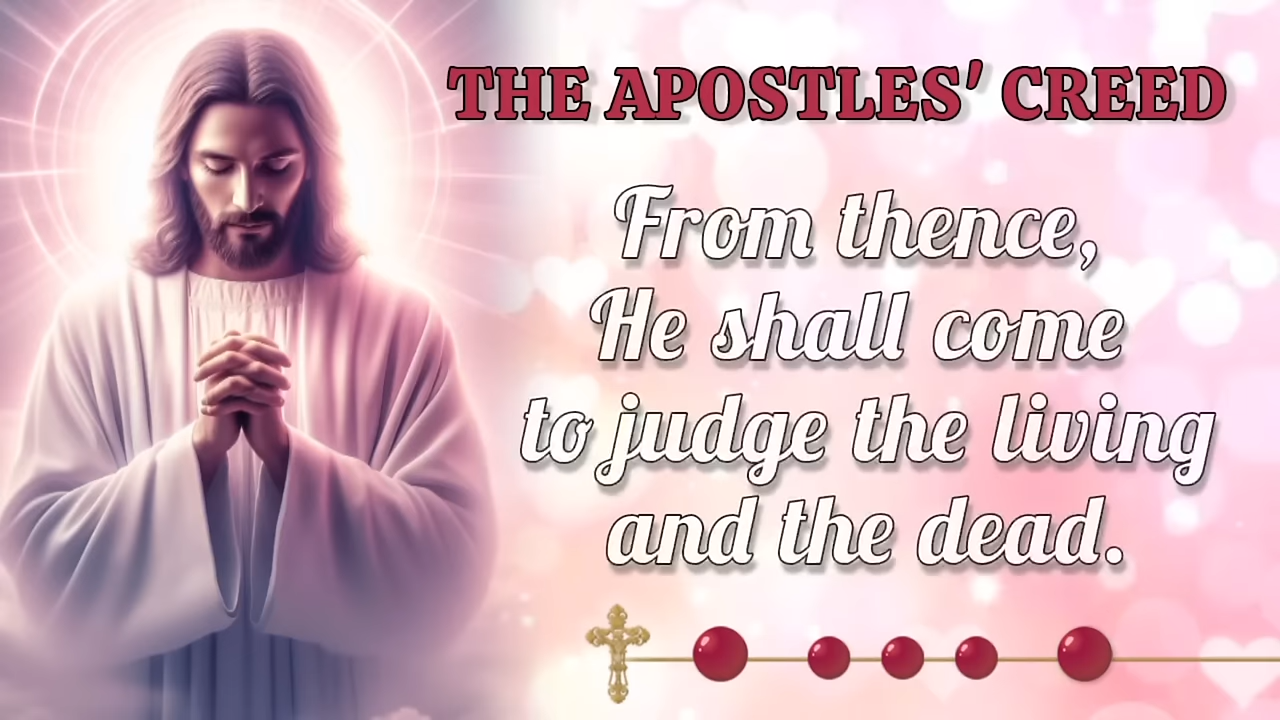 THE APOSTLES' CREED
From thence,
He shall come
to judge the living
and the dead.